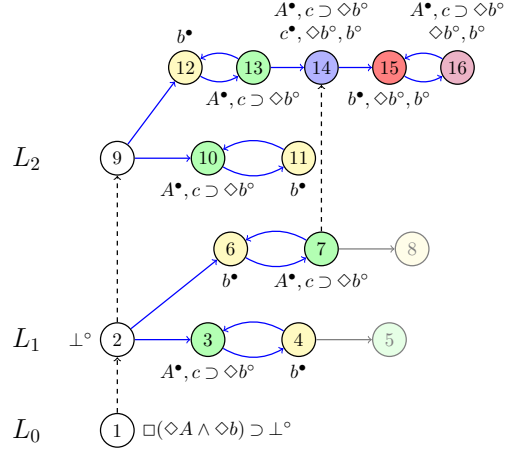 A•, c ⊃ ◇b°
A•, c ⊃ ◇b°
b•
c•, ◇b°, b°
◇b°, b°
12 13 14 15 16
A•, c ⊃ ◇b°
b•, ◇b°, b°
L₂ 9 10 11
A•, c ⊃ ◇b°
b•
6 7 8
b•
A•, c ⊃ ◇b°
L₁ ⊥° 2 3 4 5
A•, c ⊃ ◇b°
b•
L₀ 1 □(◇A ∧ ◇b) ⊃ ⊥°